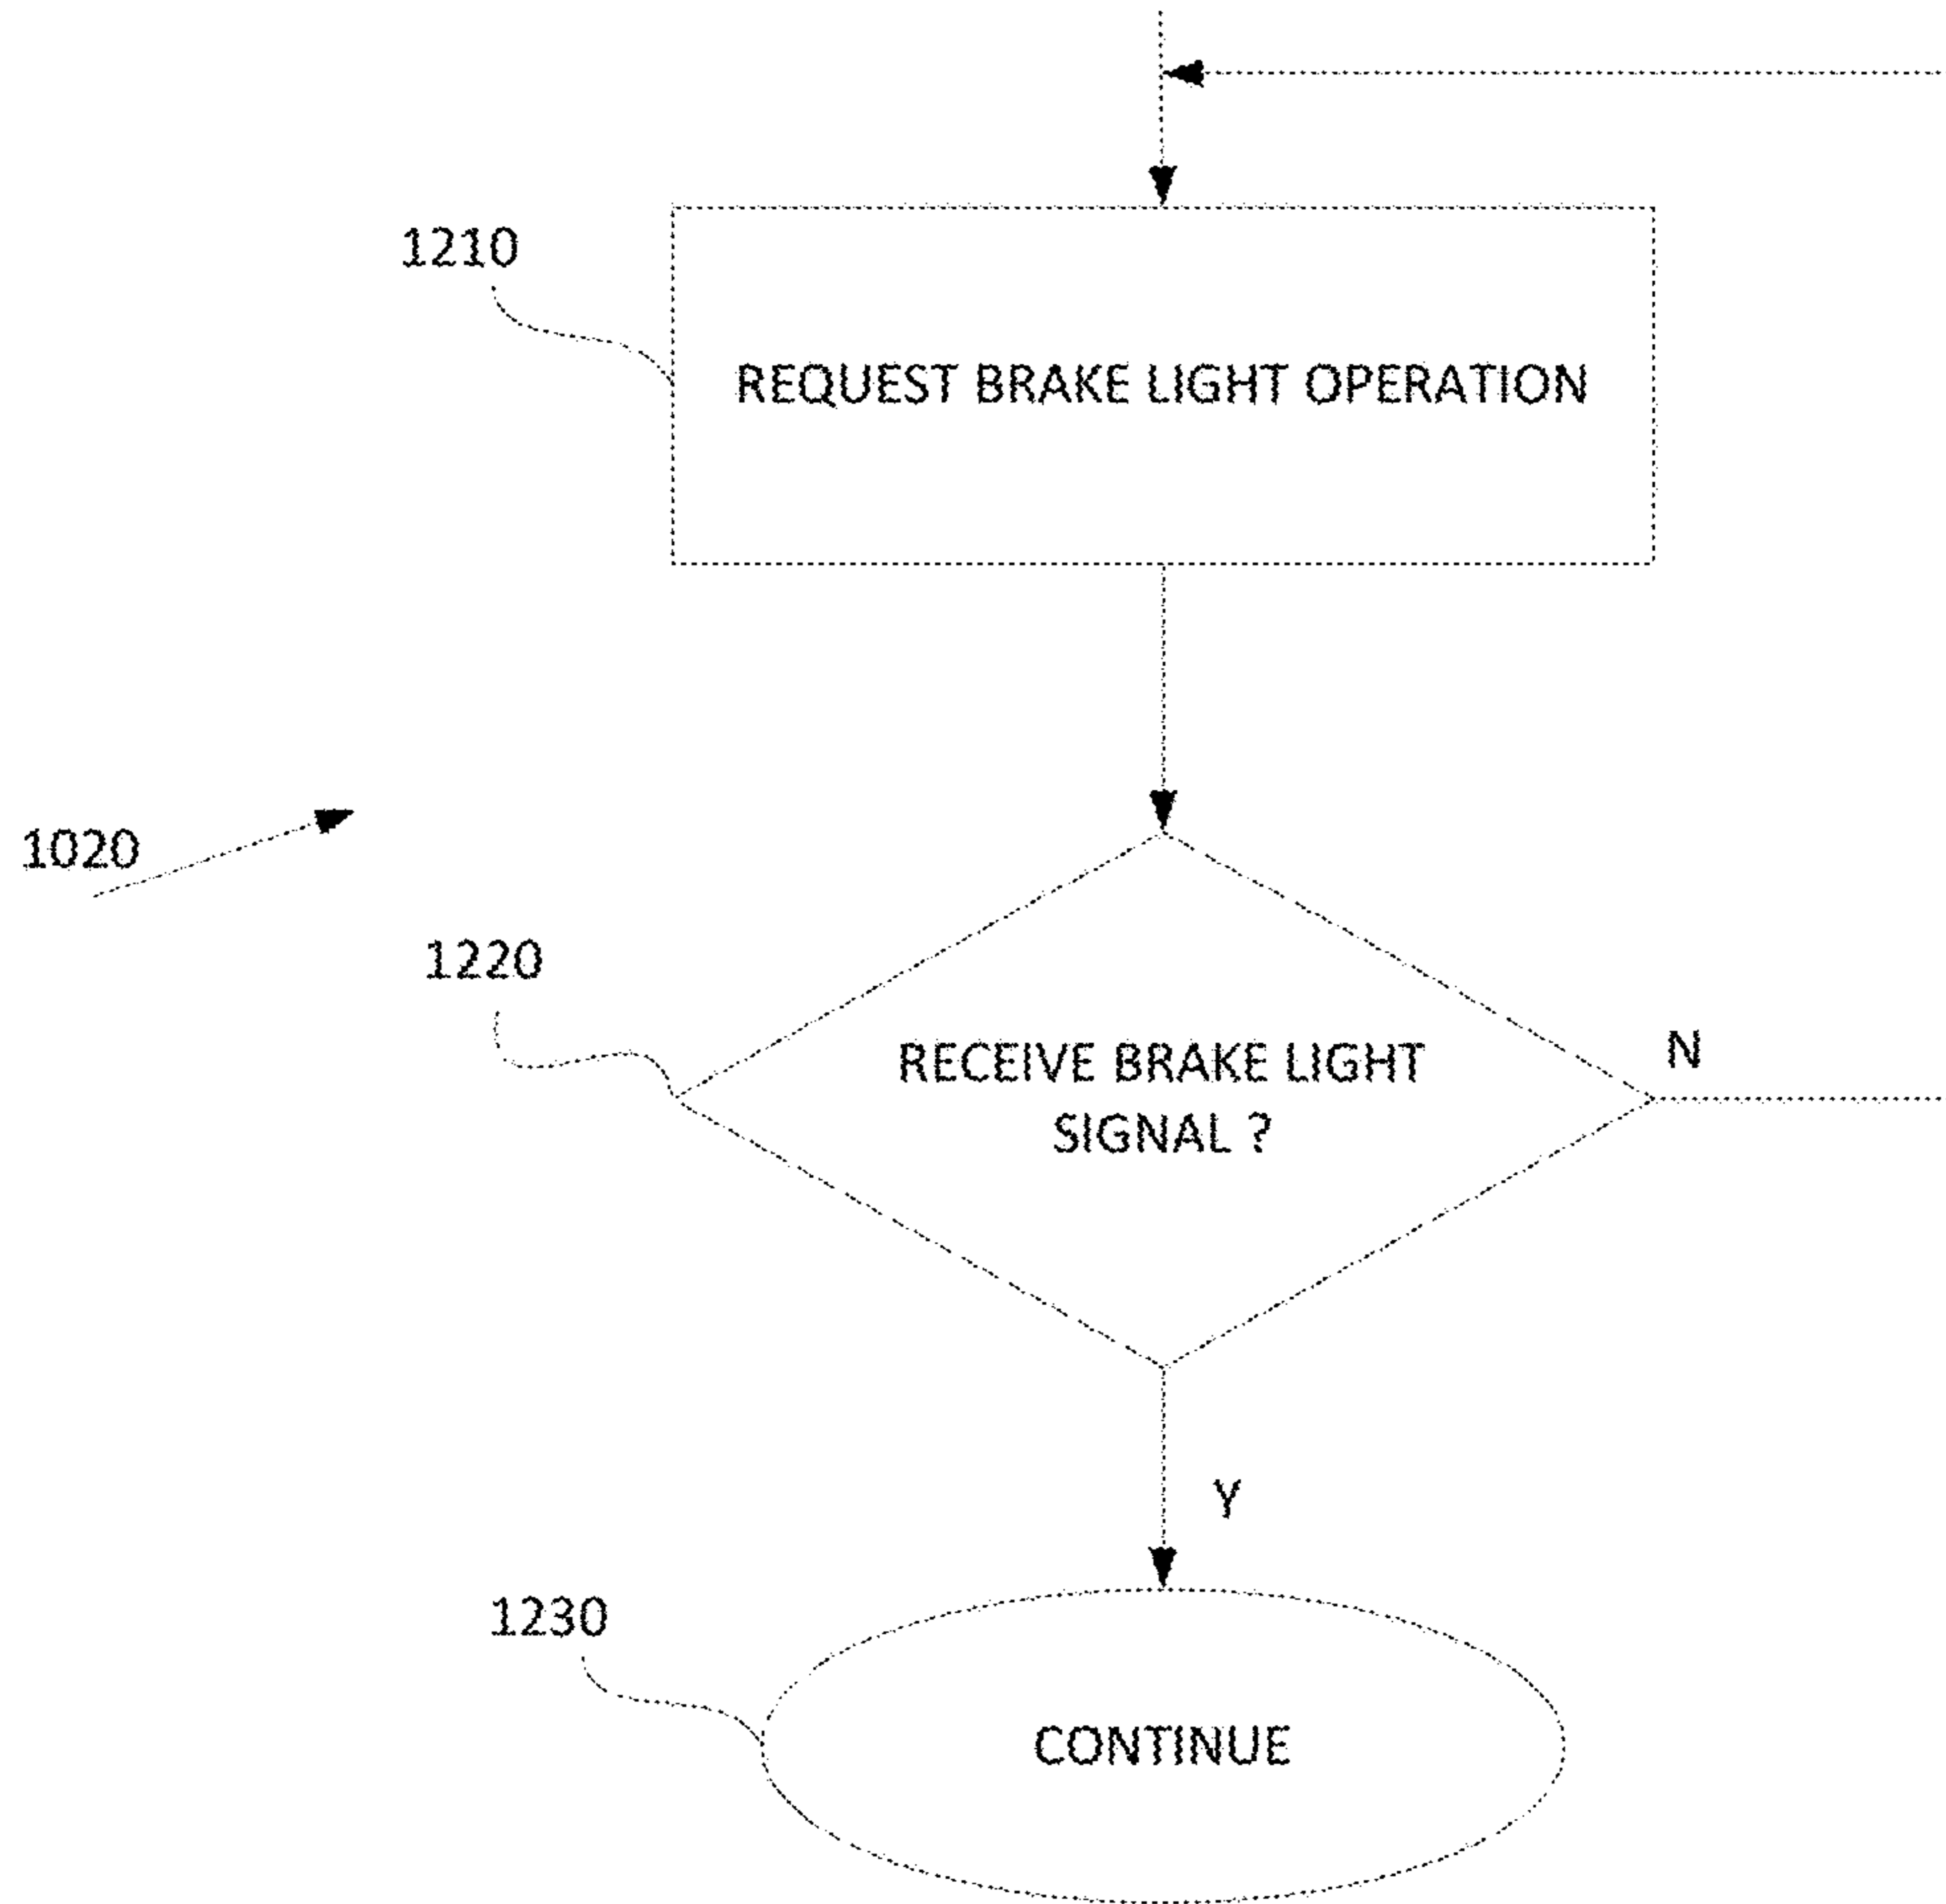 1210
REQUEST BRAKE LIGHT OPERATION
1020
1220
RECEIVE BRAKE LIGHT
SIGNAL ?
N
Y
1230
CONTINUE